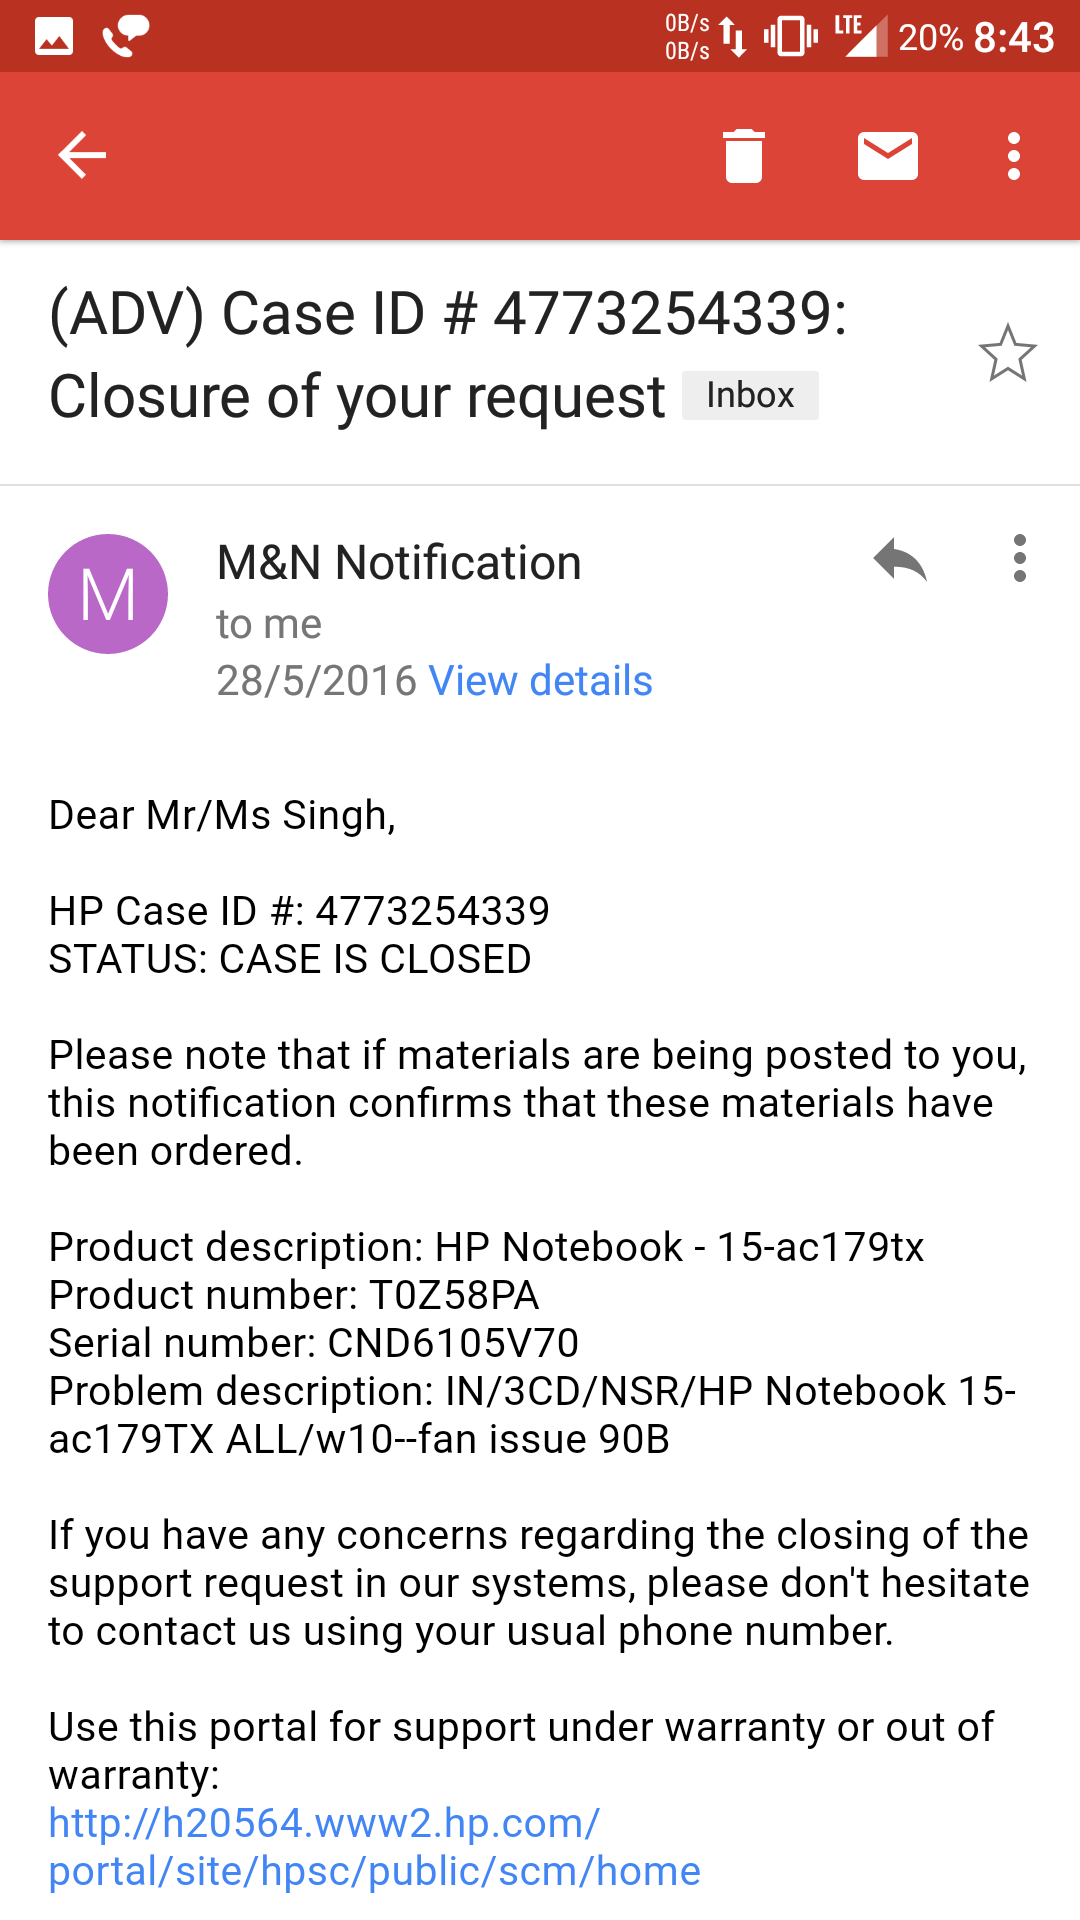 0B/s
0B/s
LTE
20% 8:43
(ADV) Case ID # 4773254339:
Closure of your request Inbox
M
M&N Notification
to me
28/5/2016 View details
Dear Mr/Ms Singh,
HP Case ID #: 4773254339
STATUS: CASE IS CLOSED
Please note that if materials are being posted to you,
this notification confirms that these materials have
been ordered.
Product description: HP Notebook - 15-ac179tx
Product number: T0Z58PA
Serial number: CND6105V70
Problem description: IN/3CD/NSR/HP Notebook 15-
ac179TX ALL/w10--fan issue 90B
If you have any concerns regarding the closing of the
support request in our systems, please don't hesitate
to contact us using your usual phone number.
Use this portal for support under warranty or out of
warranty:
http://h20564.www2.hp.com/
portal/site/hpsc/public/scm/home